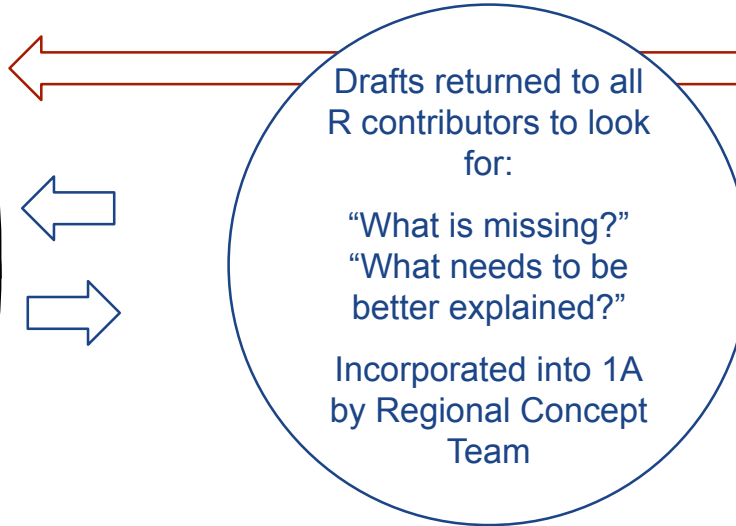 Drafts returned to all
R contributors to look
for:
“What is missing?”
“What needs to be
better explained?”
Incorporated into 1A
by Regional Concept
Team